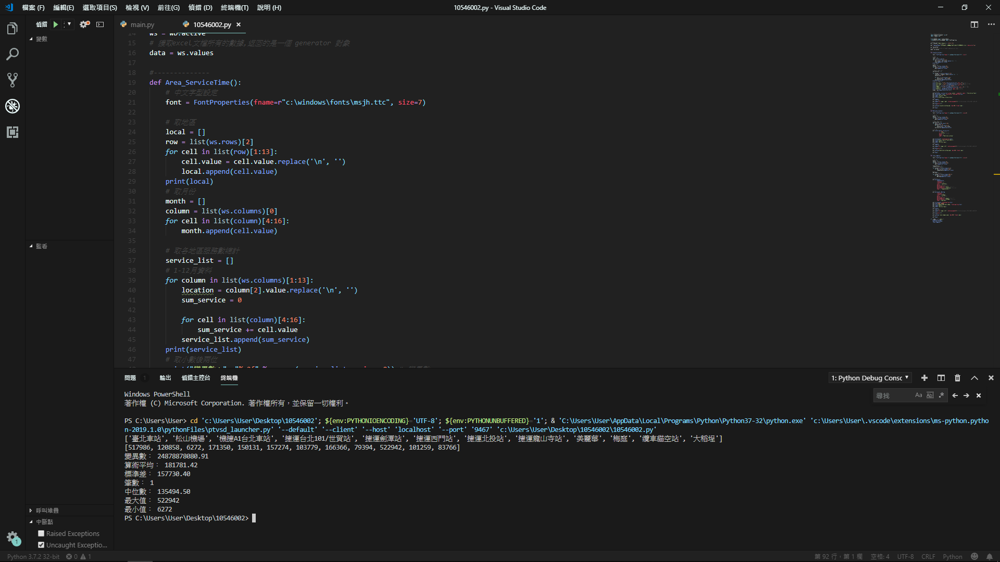 檔案 (F) 編輯(E) 選取項目(S) 檢視 (V) 前往(G) 偵錯 (D) 終端機(T) 說明 (H)
10546002.py - Visual Studio Code
偵錯
變數
監看
呼叫堆疊
中斷點
Raised Exceptions
Uncaught Exceptio...
main.py
10546002.py
14 ws = wb.active
15 # 獲取excel文檔所有的數據,返回的是一個 generator 對象
16 data = ws.values
17
18 #--------------
19 def Area_ServiceTime():
20 # 中文字型設定
21 font = FontProperties(fname=r"c:\windows\fonts\msjh.ttc", size=7)
22
23 # 取地區
24 local = []
25 row = list(ws.rows)[2]
26 for cell in list(row)[1:13]:
27 cell.value = cell.value.replace('\n', '')
28 local.append(cell.value)
29 print(local)
30 # 取月份
31 month = []
32 column = list(ws.columns)[0]
33 for cell in list(column)[4:16]:
34 month.append(cell.value)
35
36 # 取各地區服務數總計
37 service_list = []
38 # 1-12月資料
39 for column in list(ws.columns)[1:13]:
40 location = column[2].value.replace('\n', '')
41 sum_service = 0
42
43 for cell in list(column)[4:16]:
44 sum_service += cell.value
45 service_list.append(sum_service)
46 print(service_list)
47 # 取小數後兩位
問題 1 輸出 偵錯主控台 終端機
1: Python Debug Consc
尋找 Aa Abl .*
Windows PowerShell
著作權 (C) Microsoft Corporation. 著作權所有，並保留一切權利。
PS C:\Users\User> cd 'c:\Users\User\Desktop\10546002'; ${env:PYTHONIOENCODING}='UTF-8'; ${env:PYTHONUNBUFFERED}='1'; & 'C:\Users\User\AppData\Local\Programs\Python\Python37-32\python.exe' 'c:\Users\User\.vscode\extensions\ms-python.pytho
n-2019.1.0\pythonFiles\ptvsd_launcher.py' '--default' '--client' '--host' 'localhost' '--port' '9467' 'c:\Users\User\Desktop\10546002\10546002.py'
['臺北車站', '松山機場', '機捷A1台北車站', '捷運台北101/世貿站', '捷運劍潭站', '捷運西門站', '捷運北投站', '捷運龍山寺站', '美麗華', '梅庭', '纜車貓空站', '大稻埕']
[517986, 120858, 6272, 171350, 150131, 157274, 103779, 166366, 79394, 522942, 101259, 83766]
變異數： 24878878080.91
算術平均： 181781.42
標準差： 157730.40
筆數： 1
中位數： 135494.50
最大值： 522942
最小值： 6272
PS C:\Users\User\Desktop\10546002>
1
Python 3.7.2 32-bit 0 1
第 92 行，第 1 欄 空格: 4 UTF-8 CRLF Python